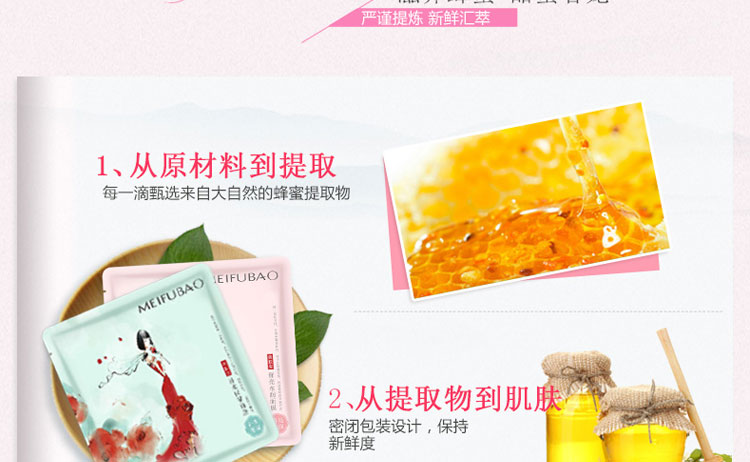 严谨提炼 新鲜汇萃
1、从原材料到提取
每一滴甄选来自大自然的蜂蜜提取物
MEIFUBAO
MEIFUBAO
2、从提取物到肌肤
密闭包装设计，保持
新鲜度